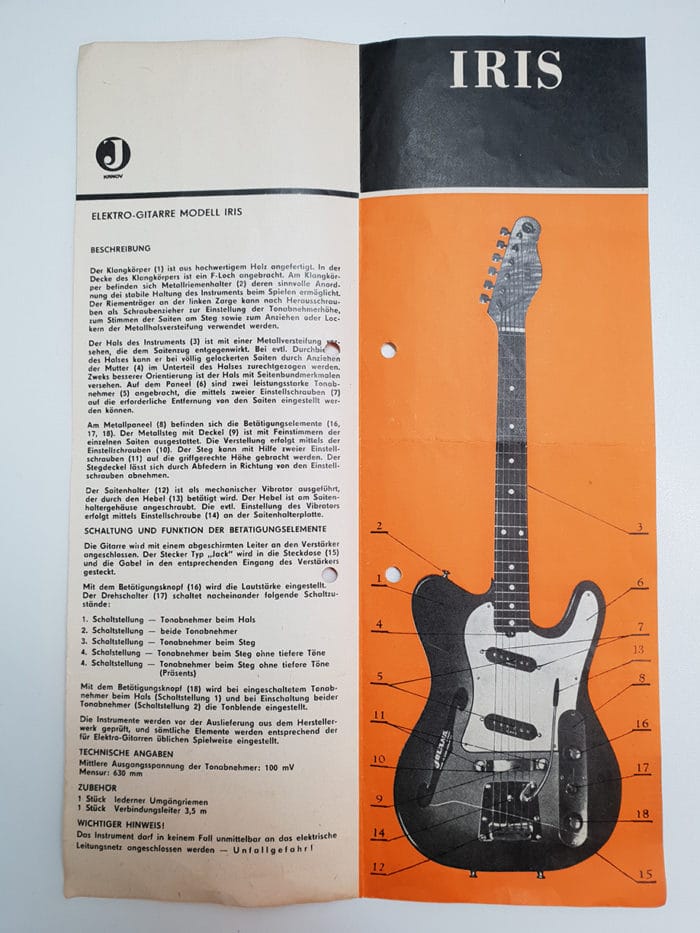 J
KRNOV
ELEKTRO-GITARRE MODELL IRIS
BESCHREIBUNG
Der Klangkörper (1) ist aus hochwertigem Holz angefertigt. In der
Decke des Klangkörpers ist ein F-Loch angebracht. Am Klangkör-
per befinden sich Metallriemenhalter (2) deren sinnvolle Anord-
nung dei stabile Haltung des Instruments beim Spielen ermöglicht.
Der Riementräger an der linken Zarge kann nach Herausschrau-
ben als Schraubenzieher zur Einstellung der Tonabnehmerhöhe,
zum Stimmen der Saiten am Steg sowie zum Anziehen oder Loc-
kern der Metallhalsversteifung verwendet werden.
Der Hals des Instruments (3) ist mit einer Metallversteifung
sehen, die dem Saitenzug entgegenwirkt. Bei evtl.
des Halses kann er bei völlig gelockerten Saiten durch Anziehen
der Mutter (4) im Unterteil des Halses zurechtgezogen werden.
Zweks besserer Orientierung ist der Hals mit Seitenbundmerkmalen
versehen. Auf dem Paneel (6) sind zwei leistungsstarke Tonab-
nehmer (5) angebracht, die mittels zweier Einstellschrauben (7)
auf die erforderliche Entfernung von den Saiten eingestellt wer-
den können.
Am Metallpaneel (8) befinden sich die Betätigungselemente (16,
17, 18). Der Metallsteg mit Deckel (9) ist mit Feinstimmern der
einzelnen Saiten ausgestattet. Die Verstellung erfolgt mittels der
Einstellschrauben (10). Der Steg kann mit Hilfe zweier Einstell-
schrauben (11) auf die griffgerechte Höhe gebracht werden. Der
Stegdeckel lässt sich durch Abfedern in Richtung von den Einstell-
schrauben abnehmen.
Der Saitenhalter (12) ist als mechanischer Vibrator ausgeführt,
der durch den Hebel (13) betätigt wird. Der Hebel ist am Saiten-
haltergehäuse angeschraubt. Die evtl. Einstellung des Vibrators
erfolgt mittels Einstellschraube (14) an der Saitenhalterplatte.
SCHALTUNG UND FUNKTION DER BETATIGUNGSELEMENTE
Die Gitarre wird mit einem abgeschirmten Leiter an den Verstärker
angeschlossen. Der Stecker Typ „Jack" wird in die Steckdose (15)
und die Gabel in den entsprechenden Eingang des Verstärkers
gesteckt.
Mit dem Betätigungsknopf (16) wird die Lautstärke eingestellt.
Der Drehschalter (17) schaltet nacheinander folgende Schaltzu-
stände:
1. Schaltstellung — Tonabnehmer beim Hals
2. Schaltstellung — beide Tonabnehmer
3. Schaltstellung — Tonabnehmer beim Steg
4. Schalstellung — Tonabnehmer beim Steg ohne tiefere Töne
4. Schaltstellung — Tonabnehmer beim Steg ohne tiefere Töne
(Präsents)
Mit dem Betätigungsknopf (18) wird bei eingeschaltetem Tonab-
nehmer beim Hals (Schaltstellung 1) und bei Einschaltung beider
Tonabnehmer (Schaltstellung 2) die Tonblende eingestellt.
Die Instrumente werden vor der Auslieferung aus dem Hersteller-
werk geprüft, und sämtliche Elemente werden entsprechend der
für Elektro-Gitarren üblichen Spielweise eingestellt.
TECHNISCHE ANGABEN
Mittlere Ausgangsspannung der Tonabnehmer: 100 mV
Mensur: 630 mm
ZUBEHÖR
1 Stück lederner Umgängriemen
1 Stück Verbindungsleiter 3,5 m
WICHTIGER HINWEIS!
Das Instrument darf in keinem Fall unmittelbar an das elektrische
Leitungsnetz angeschlossen werden — Unfallgefahr!
IRIS
2
3
1
6
4
7
13
5
8
11
16
10
17
9
18
14
12
15
JOLANA